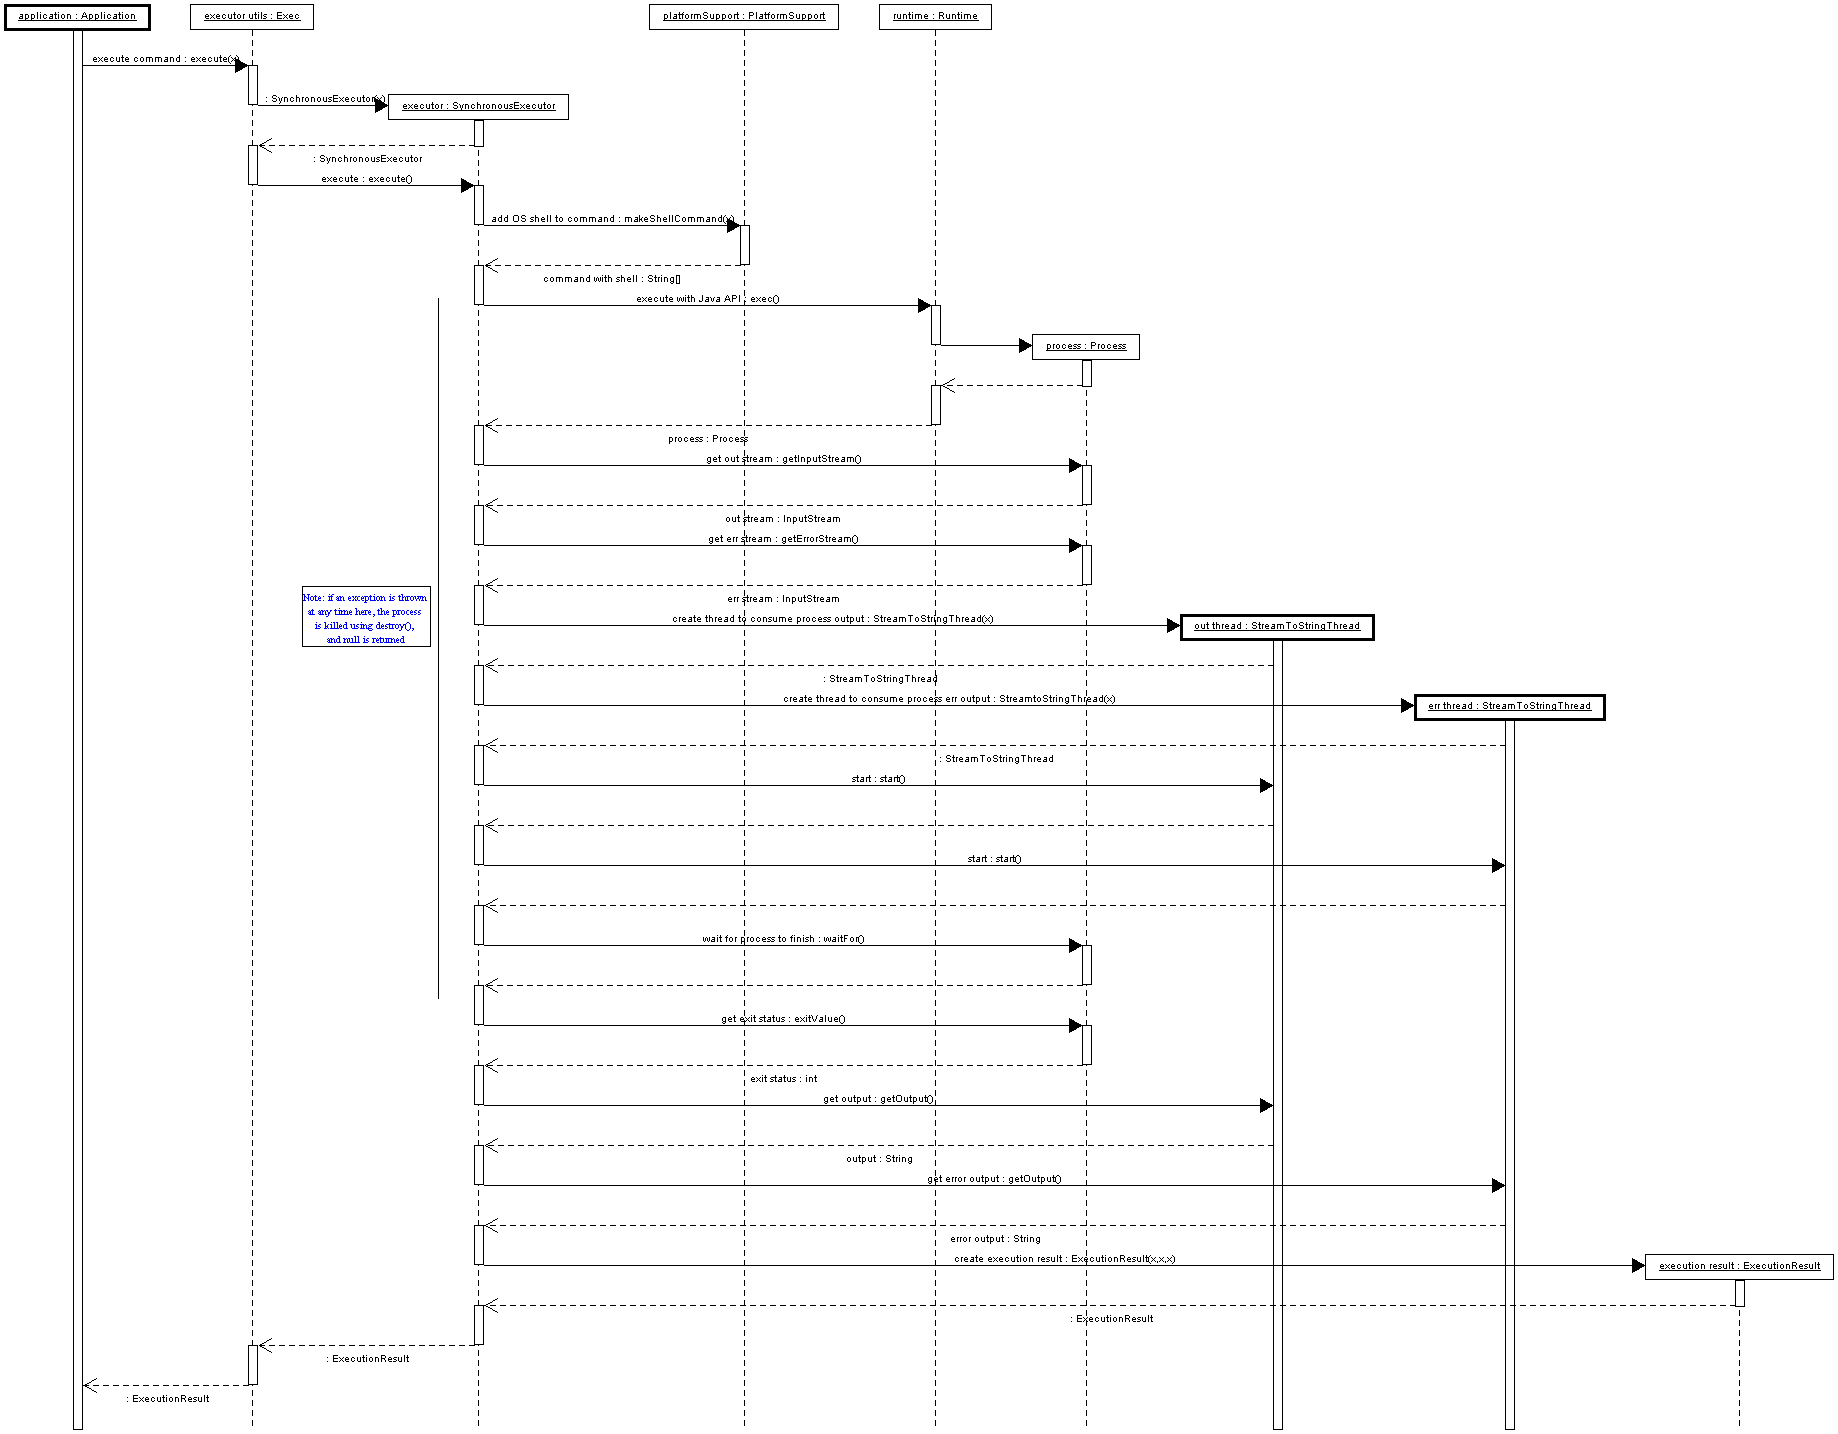 application : Application
executor utils : Exec
platformSupport : PlatformSupport
runtime : Runtime
execute command : execute(x)
: SynchronousExecutor(x)
executor : SynchronousExecutor
: SynchronousExecutor
execute : execute()
add OS shell to command : makeShellCommand(x)
command with shell : String[]
execute with Java API : exec()
process : Process
process : Process
get out stream : getInputStream()
out stream : InputStream
get err stream : getErrorStream()
Note: if an exception is thrown
at any time here, the process
is killed using destroy(),
and null is returned
err stream : InputStream
create thread to consume process output : StreamToStringThread(x)
out thread : StreamToStringThread
: StreamToStringThread
create thread to consume process err output : StreamtoStringThread(x)
err thread : StreamToStringThread
: StreamToStringThread
start : start()
start : start()
wait for process to finish : waitFor()
get exit status : exitValue()
exit status : int
get output : getOutput()
output : String
get error output : getOutput()
error output : String
create execution result : ExecutionResult(x,x,x)
execution result : ExecutionResult
: ExecutionResult
: ExecutionResult
: ExecutionResult